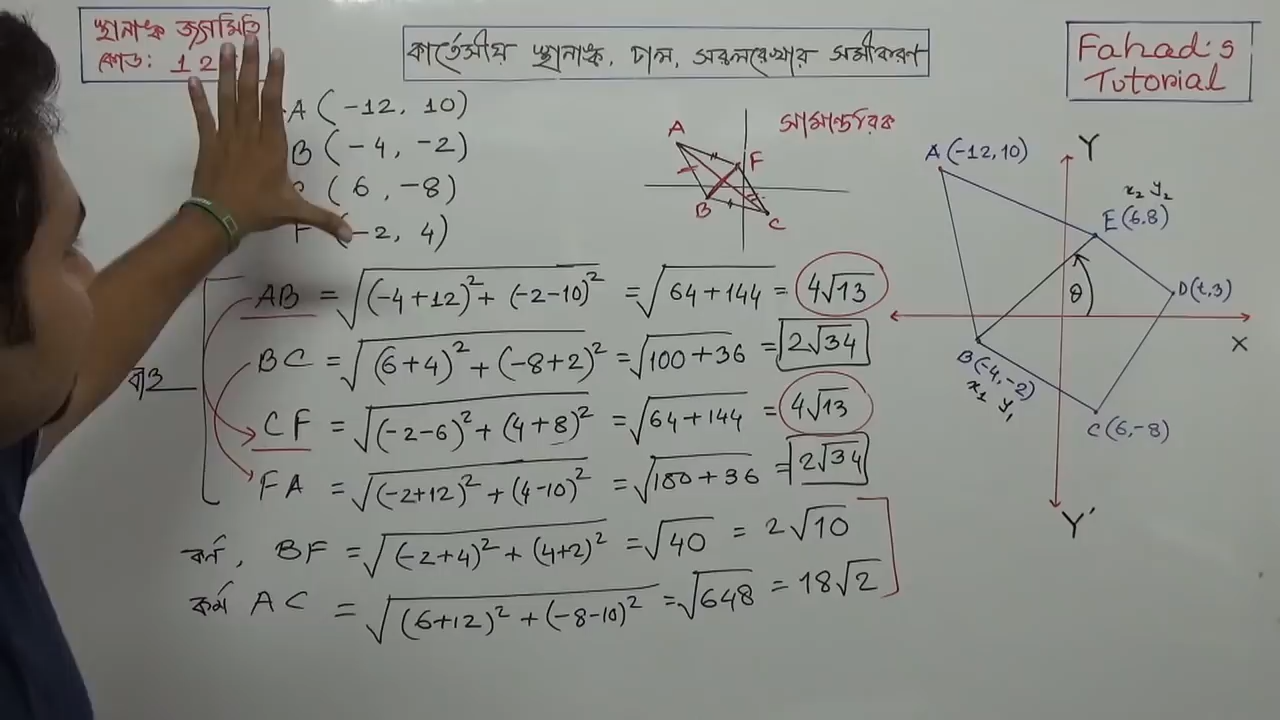 স্থানাঙ্ক জ্যামিতি
কোড: 12
কার্তেসীয় স্থানাঙ্ক, ঢাল, সরলরেখার সমীকরণ
Fahad's
Tutorial
A (-12, 10)
B (-4, -2)
(6, -8)
F (-2, 4)
সামান্তরিক
A
F
B
C
AB = √(-4+12)² + (-2-10)² = √64+144 = 4√13
BC = √(6+4)² + (-8+2)² = √100+36 = 2√34
বাহু
CF = √(-2-6)² + (4+8)² = √64+144 = 4√13
FA = √(-2+12)² + (4-10)² = √100+36 = 2√34
কর্ণ, BF = √(-2+4)² + (4+2)² = √40 = 2√10
কর্ণ AC = √(6+12)² + (-8-10)² = √648 = 18√2
Y
A (-12,10)
x₂ y₂
E (6,8)
D(t,3)
θ
X
B(-4,-2)
x₁ y₁
C (6,-8)
Y'